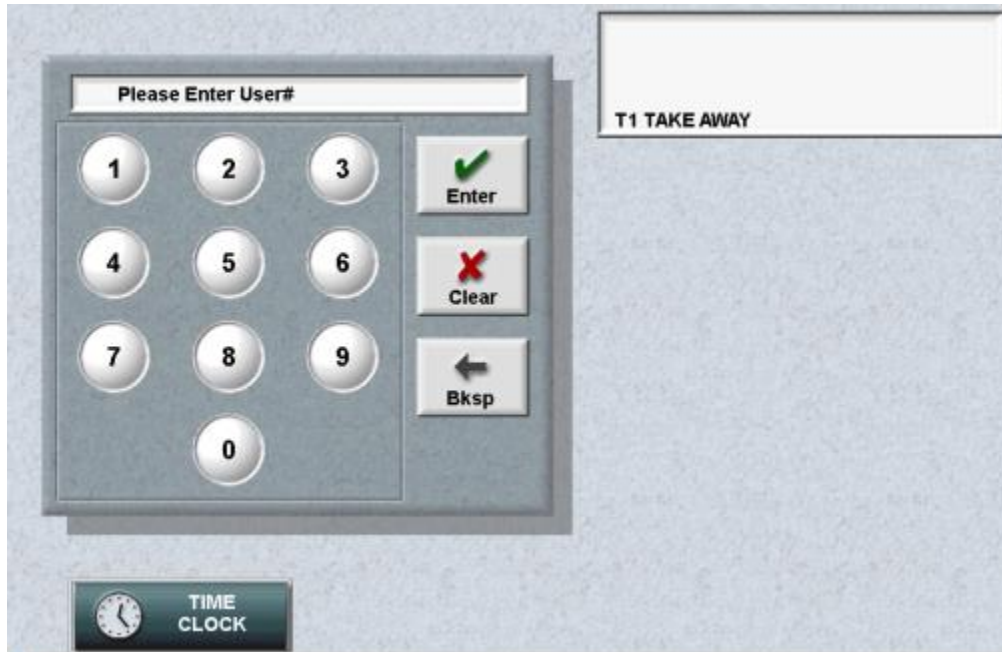 Please Enter User#
T1 TAKE AWAY
1 2 3
Enter
4 5 6
Clear
7 8 9
Bksp
0
TIME
CLOCK